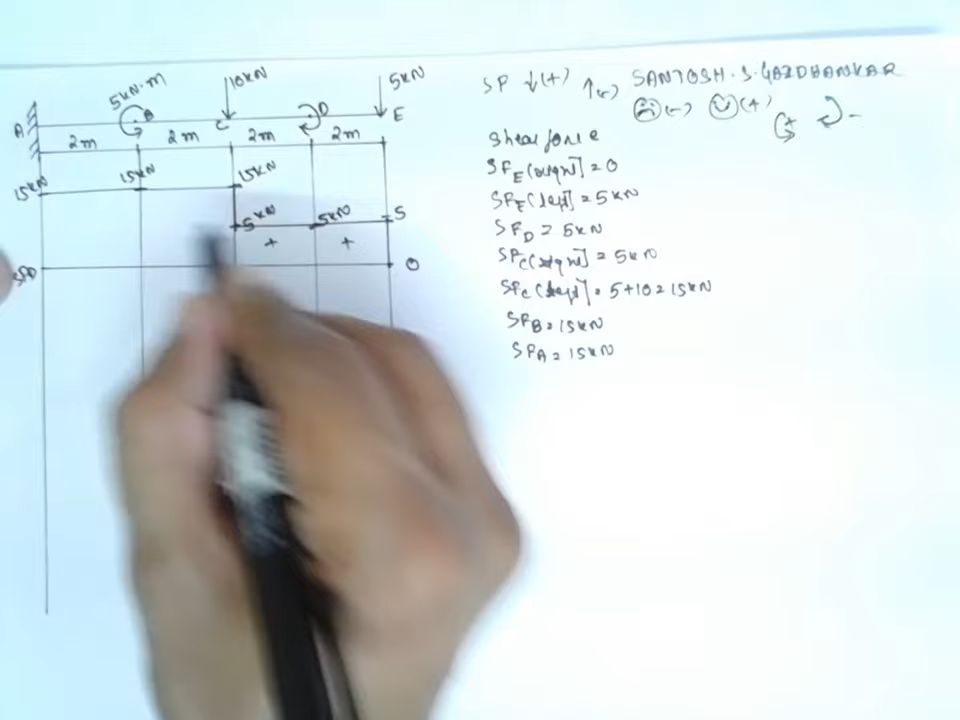 SF ↓(+) ↑(-) SANTOSH.S.GAZDHANKAR
(-) (+) -
5kN.m 10kN 5kN
A B C D E
2m 2m 2m 2m
Shear force
SF_E(right) = 0
SF_E(left) = 5kN
SF_D = 5kN
SF_C(right) = 5kN
SF_C(left) = 5+10=15kN
SF_B=15kN
SF_A=15kN
15kN 15kN 15kN
5kN 5kN 5
+ +
SFD 0